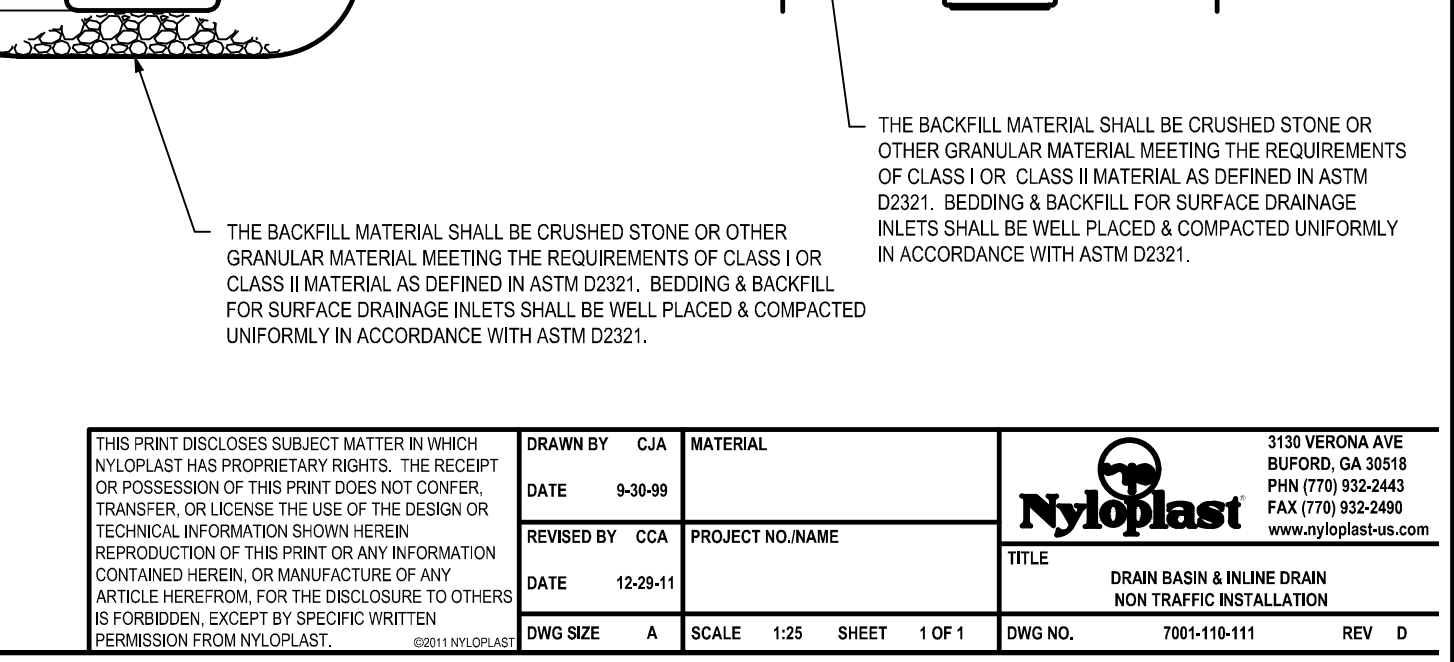 THE BACKFILL MATERIAL SHALL BE CRUSHED STONE OR
OTHER GRANULAR MATERIAL MEETING THE REQUIREMENTS
OF CLASS I OR CLASS II MATERIAL AS DEFINED IN ASTM
D2321. BEDDING & BACKFILL FOR SURFACE DRAINAGE
INLETS SHALL BE WELL PLACED & COMPACTED UNIFORMLY
IN ACCORDANCE WITH ASTM D2321.
THE BACKFILL MATERIAL SHALL BE CRUSHED STONE OR OTHER
GRANULAR MATERIAL MEETING THE REQUIREMENTS OF CLASS I OR
CLASS II MATERIAL AS DEFINED IN ASTM D2321. BEDDING & BACKFILL
FOR SURFACE DRAINAGE INLETS SHALL BE WELL PLACED & COMPACTED
UNIFORMLY IN ACCORDANCE WITH ASTM D2321.
THIS PRINT DISCLOSES SUBJECT MATTER IN WHICH
NYLOPLAST HAS PROPRIETARY RIGHTS. THE RECEIPT
OR POSSESSION OF THIS PRINT DOES NOT CONFER,
TRANSFER, OR LICENSE THE USE OF THE DESIGN OR
TECHNICAL INFORMATION SHOWN HEREIN
REPRODUCTION OF THIS PRINT OR ANY INFORMATION
CONTAINED HEREIN, OR MANUFACTURE OF ANY
ARTICLE HEREFROM, FOR THE DISCLOSURE TO OTHERS
IS FORBIDDEN, EXCEPT BY SPECIFIC WRITTEN
PERMISSION FROM NYLOPLAST. ©2011 NYLOPLAST
DRAWN BY CJA
DATE 9-30-99
REVISED BY CCA
DATE 12-29-11
DWG SIZE A
MATERIAL
PROJECT NO./NAME
SCALE 1:25 SHEET 1 OF 1
Nyloplast®
3130 VERONA AVE
BUFORD, GA 30518
PHN (770) 932-2443
FAX (770) 932-2490
www.nyloplast-us.com
TITLE
DRAIN BASIN & INLINE DRAIN
NON TRAFFIC INSTALLATION
DWG NO. 7001-110-111 REV D